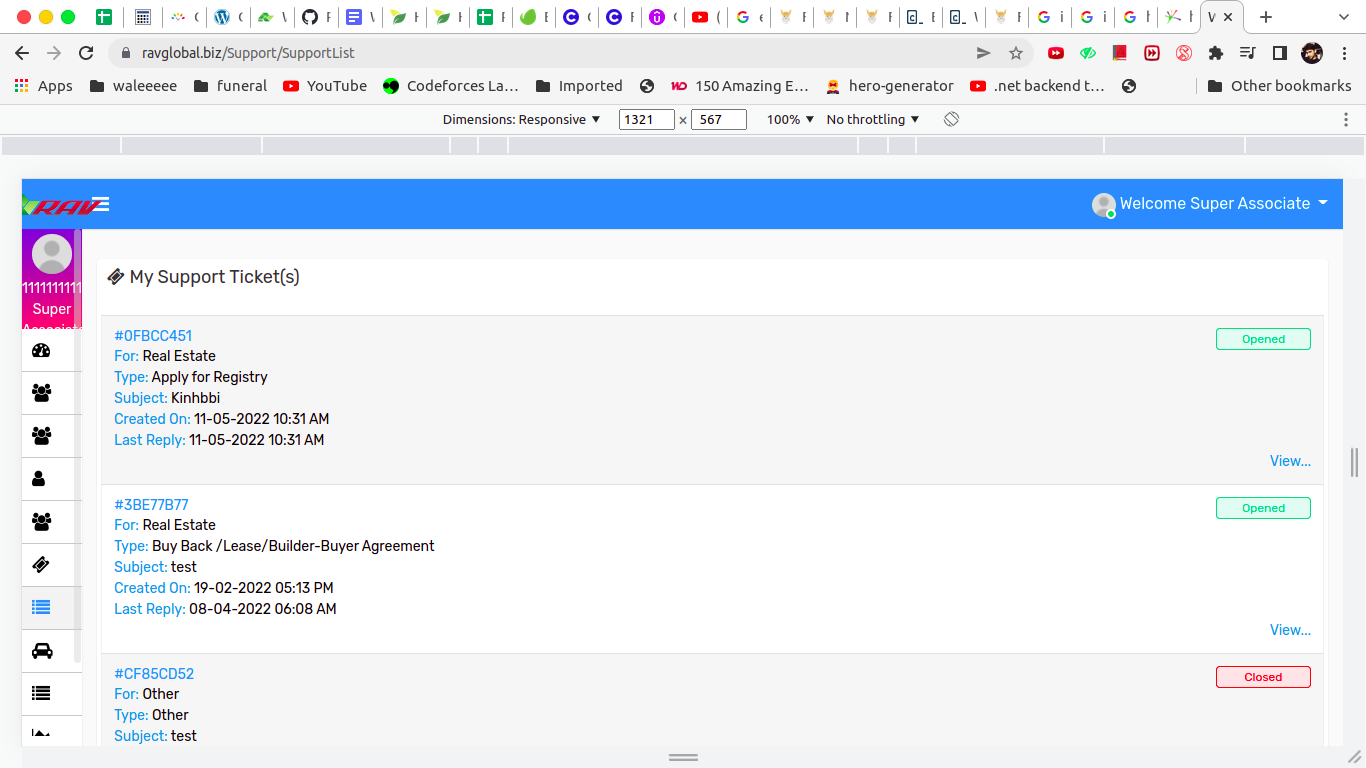 ravglobal.biz/Support/SupportList
Apps
waleeeee
funeral
YouTube
Codeforces La…
Imported
150 Amazing E…
hero-generator
.net backend t…
Other bookmarks
Dimensions: Responsive
1321 × 567
100%
No throttling
RAV
Welcome Super Associate
1111111111
Super
Associate
My Support Ticket(s)
#0FBCC451
Opened
For: Real Estate
Type: Apply for Registry
Subject: Kinhbbi
Created On: 11-05-2022 10:31 AM
Last Reply: 11-05-2022 10:31 AM
View...
#3BE77B77
Opened
For: Real Estate
Type: Buy Back /Lease/Builder-Buyer Agreement
Subject: test
Created On: 19-02-2022 05:13 PM
Last Reply: 08-04-2022 06:08 AM
View...
#CF85CD52
Closed
For: Other
Type: Other
Subject: test